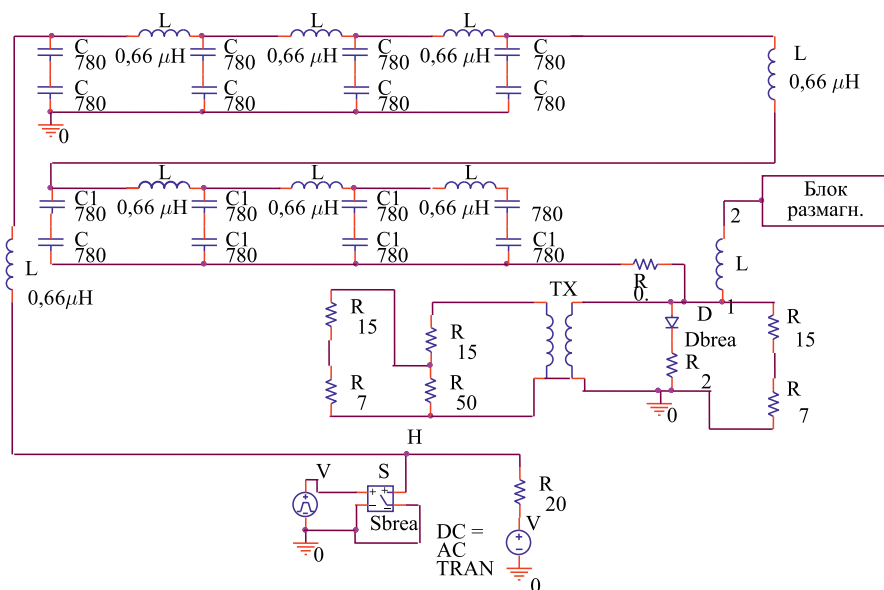 L L L
C C C C
0,66 μH 0,66 μH 0,66 μH
780 780 780 780
C C C C
780 780 780 780
0
L
0,66 μH
L L L
C1 C1 C1
780 780 780 780
0,66 μH 0,66 μH 0,66 μH
C C1 C1 C1
780 780 780 780
Блок
размагн.
2
L
1
L
0,66μH
R
0.
TX
D
Dbrea
R
2
0
R
15
R
7
R
15
R
7
R
15
R
50
H
V S
Sbrea
0
DC =
AC
TRAN
R
20
V
0